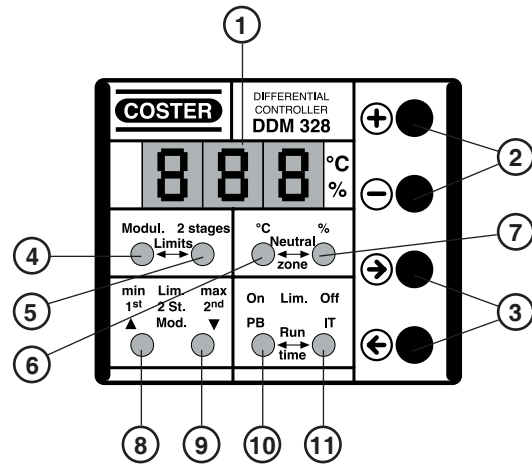 1
COSTER
DIFFERENTIAL
CONTROLLER
DDM 328
+
2
888
°C
%
−
Modul. 2 stages
Limits
°C %
Neutral
zone
7
4
5
6
min Lim. max
1st 2 St. 2nd
▲ Mod. ▼
On Lim. Off
PB Run IT
time
→
←
3
8
9
10
11